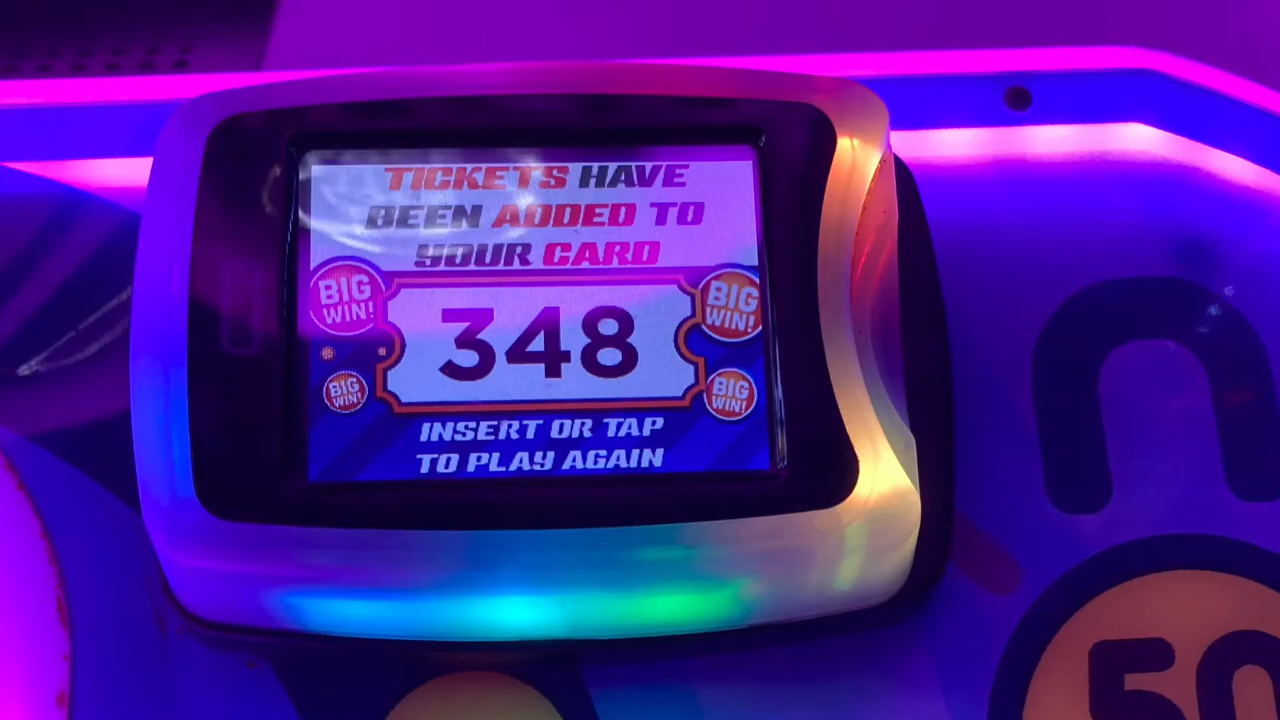 TICKETS HAVE
BEEN ADDED TO
YOUR CARD
BIG
WIN!
348
BIG
WIN!
BIG
WIN!
BIG
WIN!
INSERT OR TAP
TO PLAY AGAIN
n
50